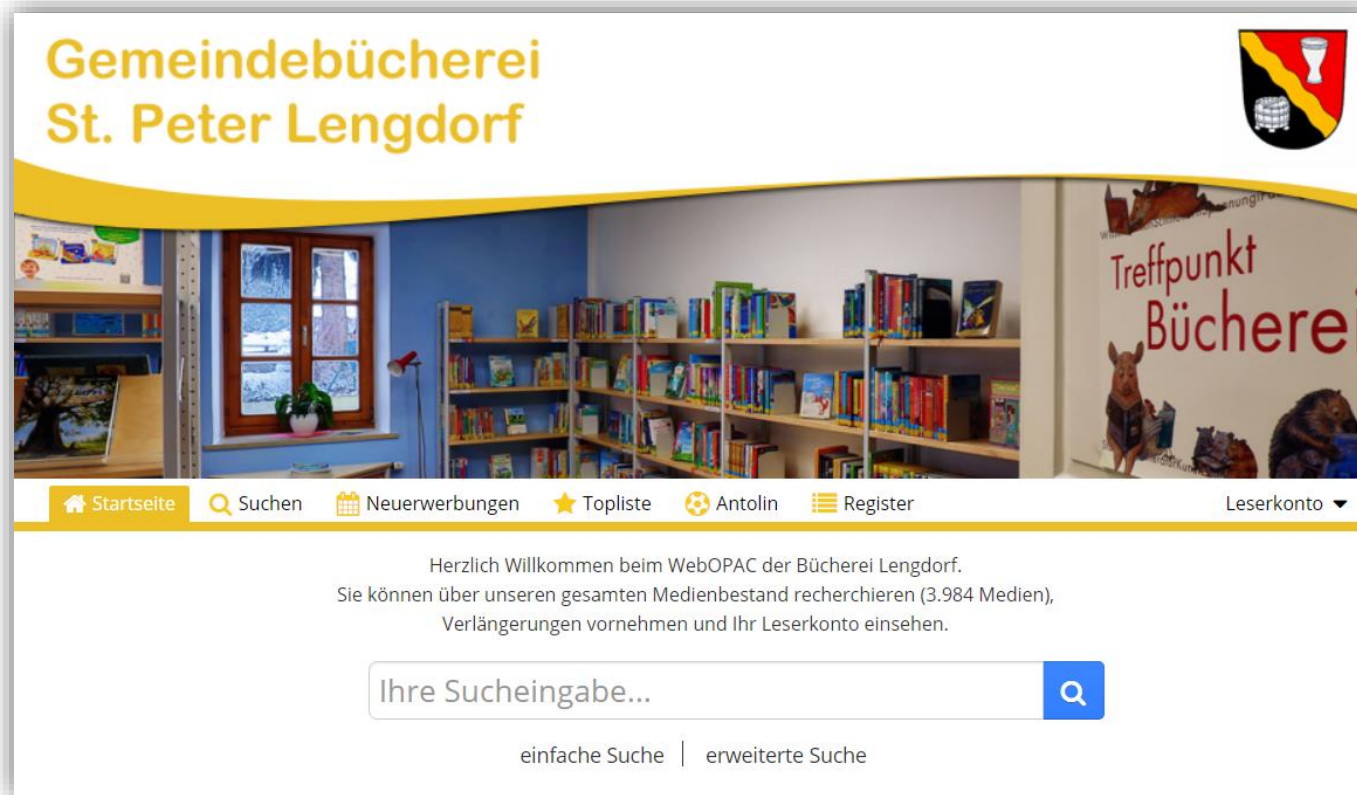 Gemeindebücherei
St. Peter Lengdorf
Treffpunkt
Bücherei
Startseite
Suchen
Neuerwerbungen
Topliste
Antolin
Register
Leserkonto
Herzlich Willkommen beim WebOPAC der Bücherei Lengdorf.
Sie können über unseren gesamten Medienbestand recherchieren (3.984 Medien),
Verlängerungen vornehmen und Ihr Leserkonto einsehen.
Ihre Sucheingabe...
einfache Suche | erweiterte Suche